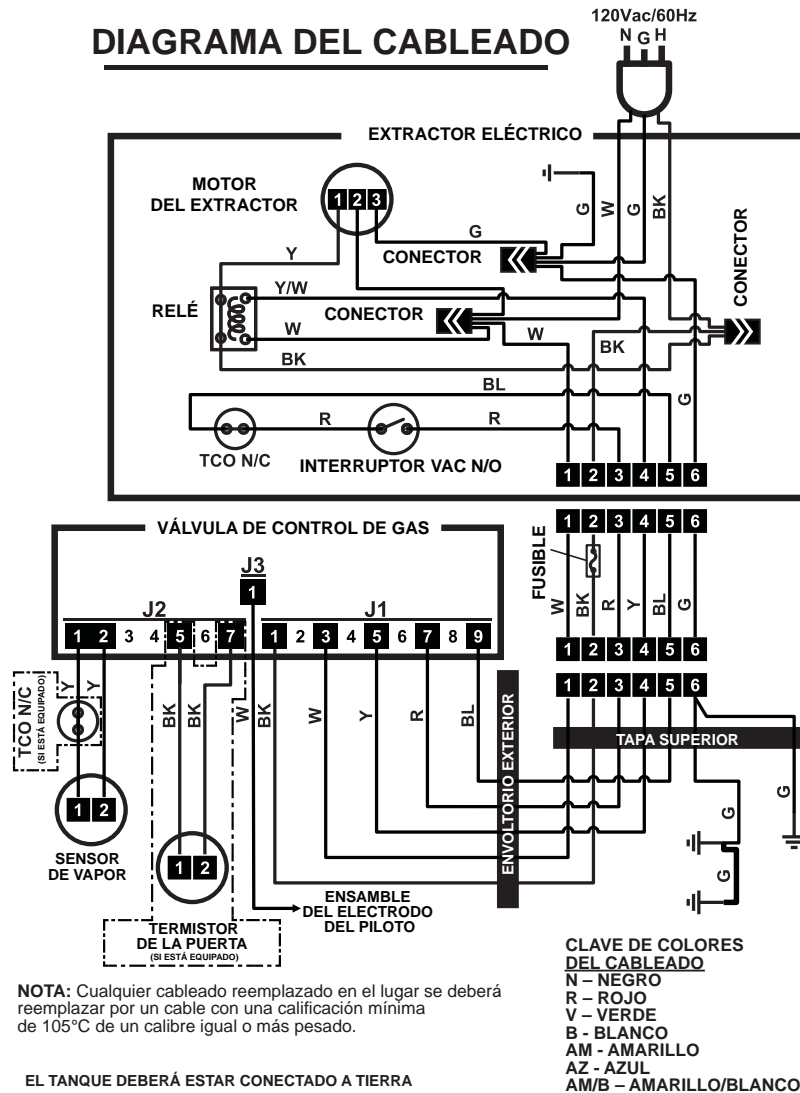 120Vac/60Hz
N G H
DIAGRAMA DEL CABLEADO
EXTRACTOR ELÉCTRICO
MOTOR
DEL EXTRACTOR
1 2 3
G
W
G
BK
CONECTOR
G
CONECTOR
Y
Y/W
RELÉ
CONECTOR
W
W
BK
BK
BL
G
R
R
TCO N/C
INTERRUPTOR VAC N/O
1 2 3 4 5 6
VÁLVULA DE CONTROL DE GAS
1 2 3 4 5 6
FUSIBLE
W
BK
R
Y
BL
G
J3
1
J2
J1
1 2 3 4 5 6 7
1 2 3 4 5 6 7 8 9
1 2 3 4 5 6
1 2 3 4 5 6
TCO N/C
(SI ESTÁ EQUIPADO)
Y
Y
BK
BK
W
BK
W
Y
R
BL
ENVOLTORIO EXTERIOR
TAPA SUPERIOR
G
G
G
1 2
SENSOR
DE VAPOR
1 2
TERMISTOR
DE LA PUERTA
(SI ESTÁ EQUIPADO)
ENSAMBLE
DEL ELECTRODO
DEL PILOTO
CLAVE DE COLORES
DEL CABLEADO
N – NEGRO
R – ROJO
V – VERDE
B - BLANCO
AM - AMARILLO
AZ - AZUL
AM/B – AMARILLO/BLANCO
NOTA: Cualquier cableado reemplazado en el lugar se deberá
reemplazar por un cable con una calificación mínima
de 105°C de un calibre igual o más pesado.
EL TANQUE DEBERÁ ESTAR CONECTADO A TIERRA